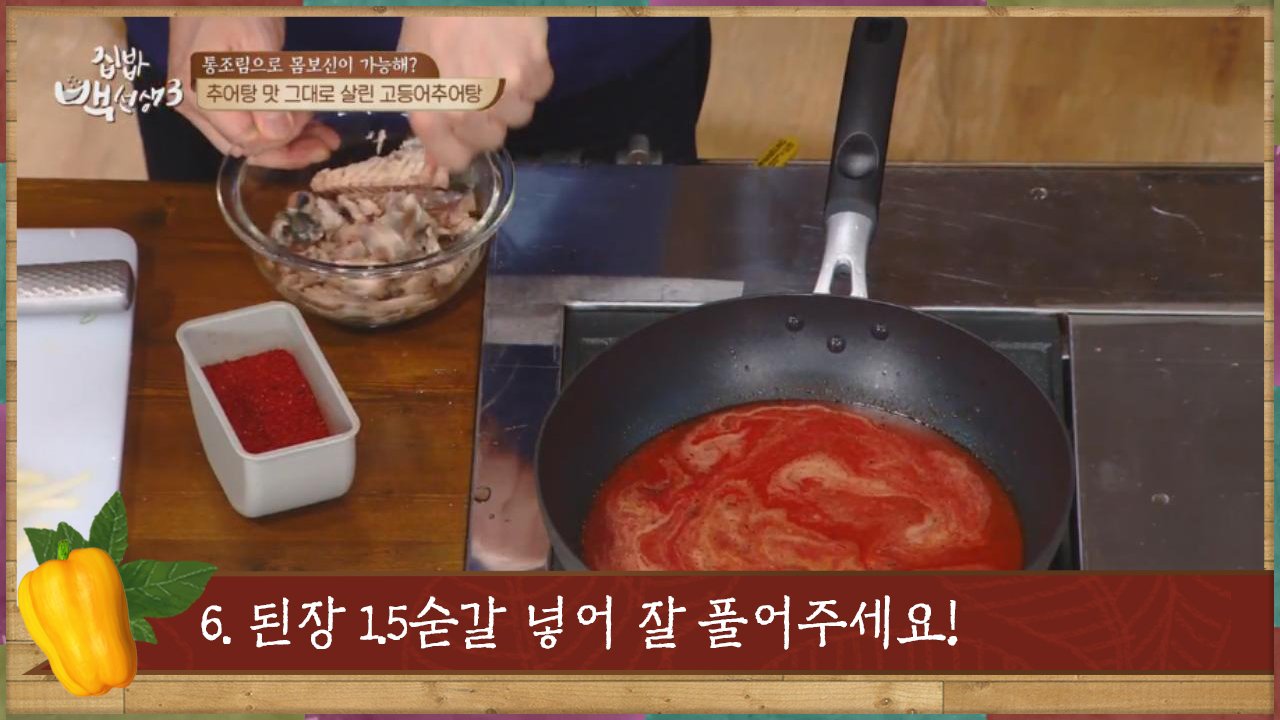 집밥
백선생3
통조림으로 몸보신이 가능해?
추어탕 맛 그대로 살린 고등어추어탕
6. 된장 1.5숟갈 넣어 잘 풀어주세요!